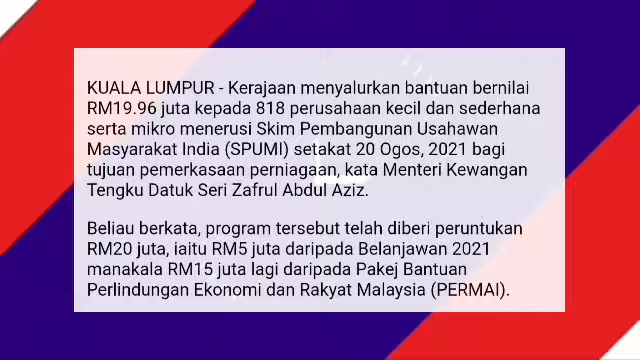 KUALA LUMPUR - Kerajaan menyalurkan bantuan bernilai
RM19.96 juta kepada 818 perusahaan kecil dan sederhana
serta mikro menerusi Skim Pembangunan Usahawan
Masyarakat India (SPUMI) setakat 20 Ogos, 2021 bagi
tujuan pemerkasaan perniagaan, kata Menteri Kewangan
Tengku Datuk Seri Zafrul Abdul Aziz.
Beliau berkata, program tersebut telah diberi peruntukan
RM20 juta, iaitu RM5 juta daripada Belanjawan 2021
manakala RM15 juta lagi daripada Pakej Bantuan
Perlindungan Ekonomi dan Rakyat Malaysia (PERMAI).